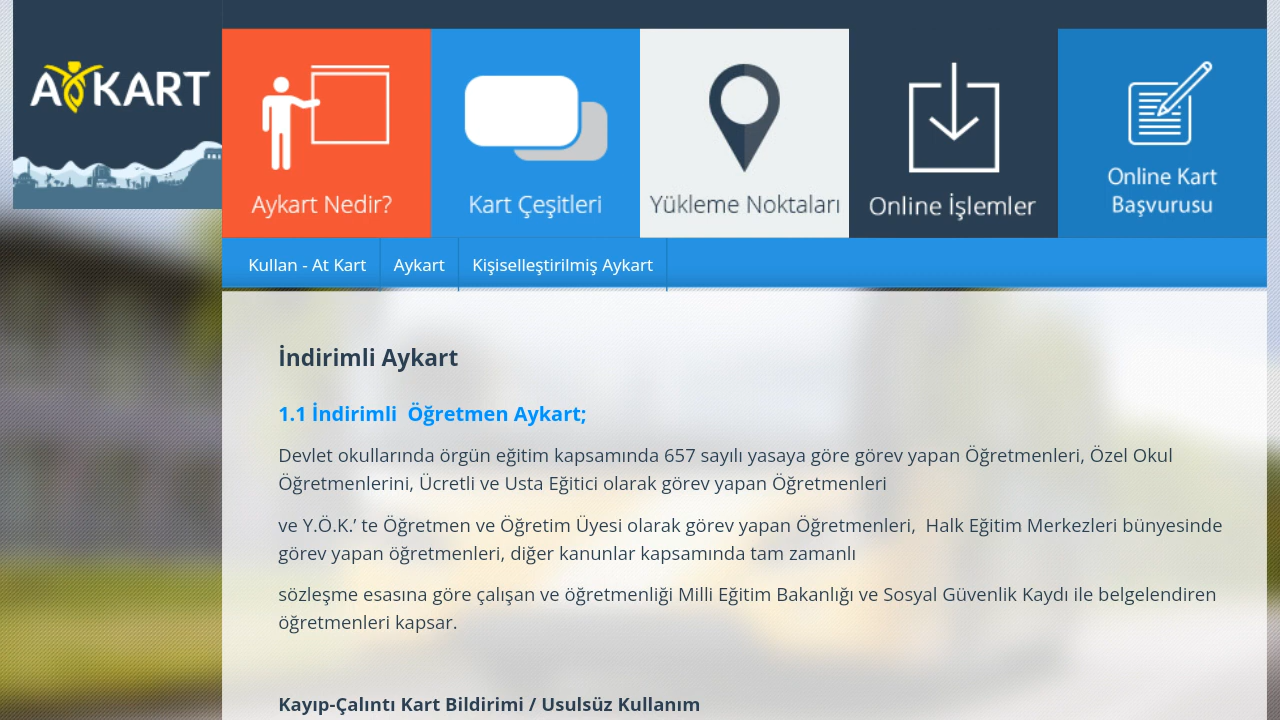 AYKART
Aykart Nedir?
Kart Çeşitleri
Yükleme Noktaları
Online İşlemler
Online Kart
Başvurusu
Kullan - At Kart
Aykart
Kişiselleştirilmiş Aykart
İndirimli Aykart
1.1 İndirimli  Öğretmen Aykart;
Devlet okullarında örgün eğitim kapsamında 657 sayılı yasaya göre görev yapan Öğretmenleri, Özel Okul
Öğretmenlerini, Ücretli ve Usta Eğitici olarak görev yapan Öğretmenleri
ve Y.Ö.K.’ te Öğretmen ve Öğretim Üyesi olarak görev yapan Öğretmenleri,  Halk Eğitim Merkezleri bünyesinde
görev yapan öğretmenleri, diğer kanunlar kapsamında tam zamanlı
sözleşme esasına göre çalışan ve öğretmenliği Milli Eğitim Bakanlığı ve Sosyal Güvenlik Kaydı ile belgelendiren
öğretmenleri kapsar.
Kayıp-Çalıntı Kart Bildirimi / Usulsüz Kullanım